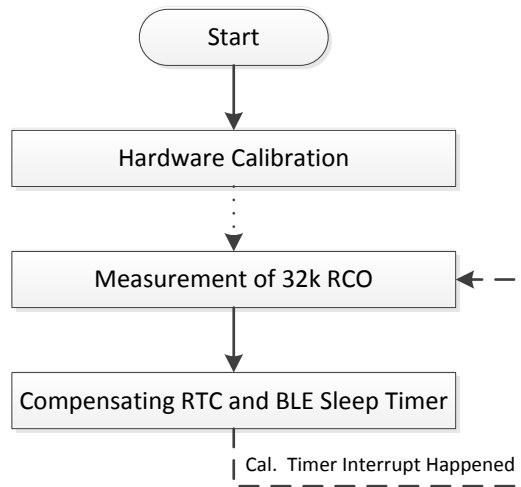 Start
Hardware Calibration
Measurement of 32k RCO
Compensating RTC and BLE Sleep Timer
Cal. Timer Interrupt Happened